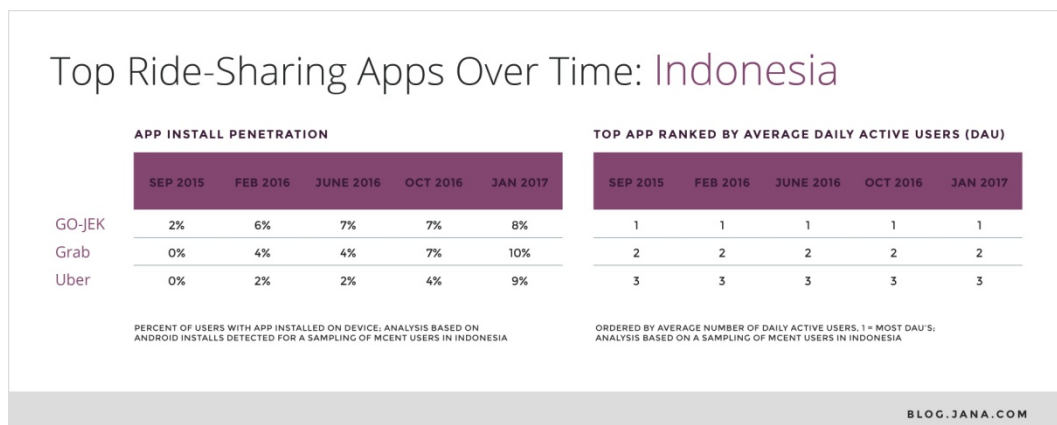 Top Ride-Sharing Apps Over Time: Indonesia
APP INSTALL PENETRATION
SEP 2015 FEB 2016 JUNE 2016 OCT 2016 JAN 2017
GO-JEK 2% 6% 7% 7% 8%
Grab 0% 4% 4% 7% 10%
Uber 0% 2% 2% 4% 9%
PERCENT OF USERS WITH APP INSTALLED ON DEVICE; ANALYSIS BASED ON
ANDROID INSTALLS DETECTED FOR A SAMPLING OF MCENT USERS IN INDONESIA
TOP APP RANKED BY AVERAGE DAILY ACTIVE USERS (DAU)
SEP 2015 FEB 2016 JUNE 2016 OCT 2016 JAN 2017
1 1 1 1 1
2 2 2 2 2
3 3 3 3 3
ORDERED BY AVERAGE NUMBER OF DAILY ACTIVE USERS, 1 = MOST DAU'S;
ANALYSIS BASED ON A SAMPLING OF MCENT USERS IN INDONESIA
BLOG.JANA.COM